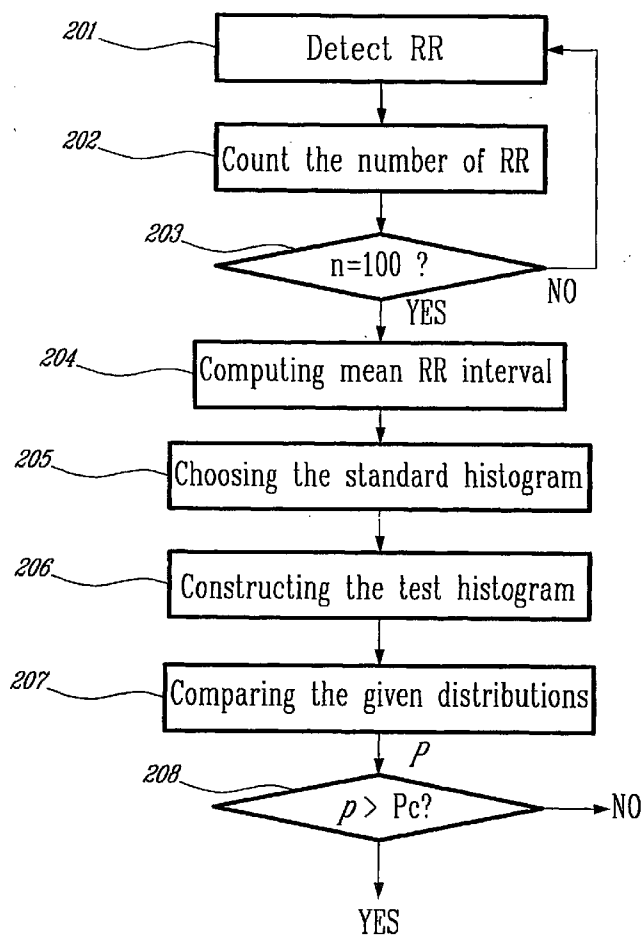 201
Detect RR
202
Count the number of RR
203
n=100 ?
NO
YES
204
Computing mean RR interval
205
Choosing the standard histogram
206
Constructing the test histogram
207
Comparing the given distributions
P
208
p> Pc?
NO
YES